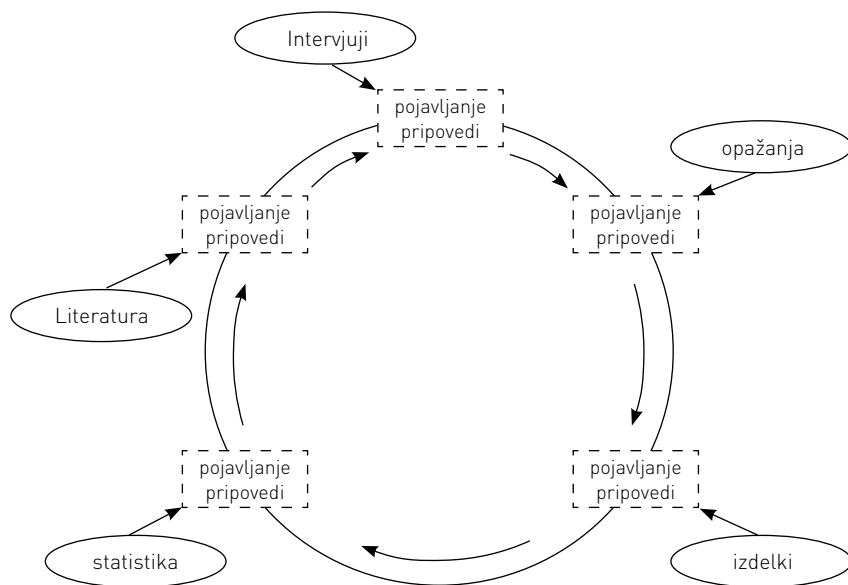 Intervjuji
pojavljanje
pripovedi
opažanja
pojavljanje
pripovedi
pojavljanje
pripovedi
Literatura
pojavljanje
pripovedi
pojavljanje
pripovedi
statistika
izdelki